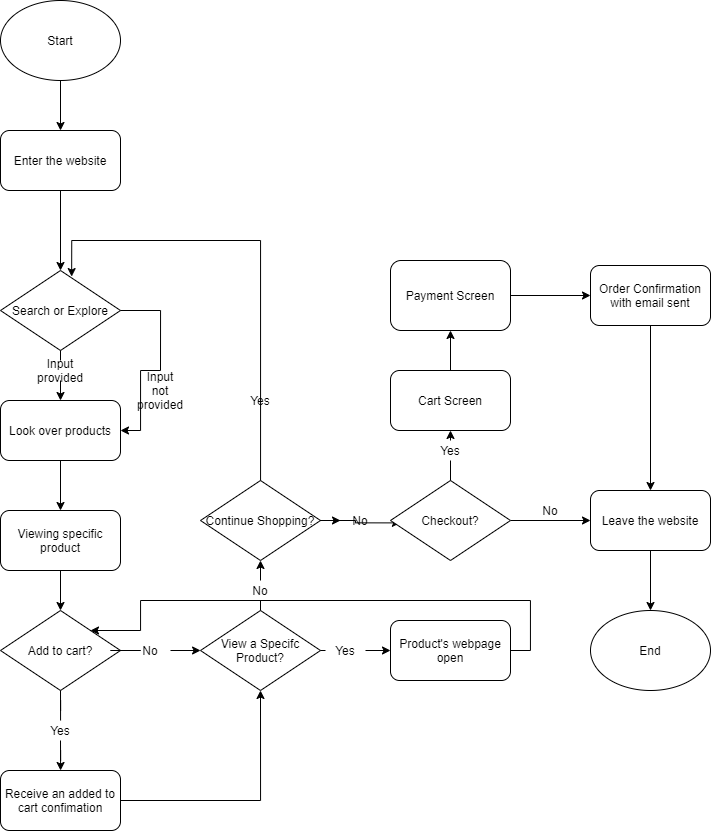 Start
Enter the website
Search or Explore
Input
provided
Input
not
provided
Look over products
Viewing specific
product
Add to cart?
No
Yes
Receive an added to
cart confimation
View a Specifc
Product?
Yes
Product's webpage
open
No
Continue Shopping?
Yes
No
Checkout?
Yes
Cart Screen
Payment Screen
Order Confirmation
with email sent
No
Leave the website
End